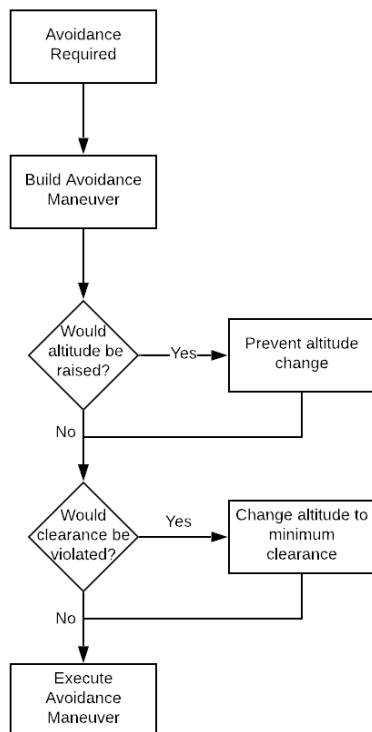 Avoidance
Required
Build Avoidance
Maneuver
Would
altitude be
raised?
Yes
Prevent altitude
change
No
Would
clearance be
violated?
Yes
Change altitude to
minimum
clearance
No
Execute
Avoidance
Maneuver